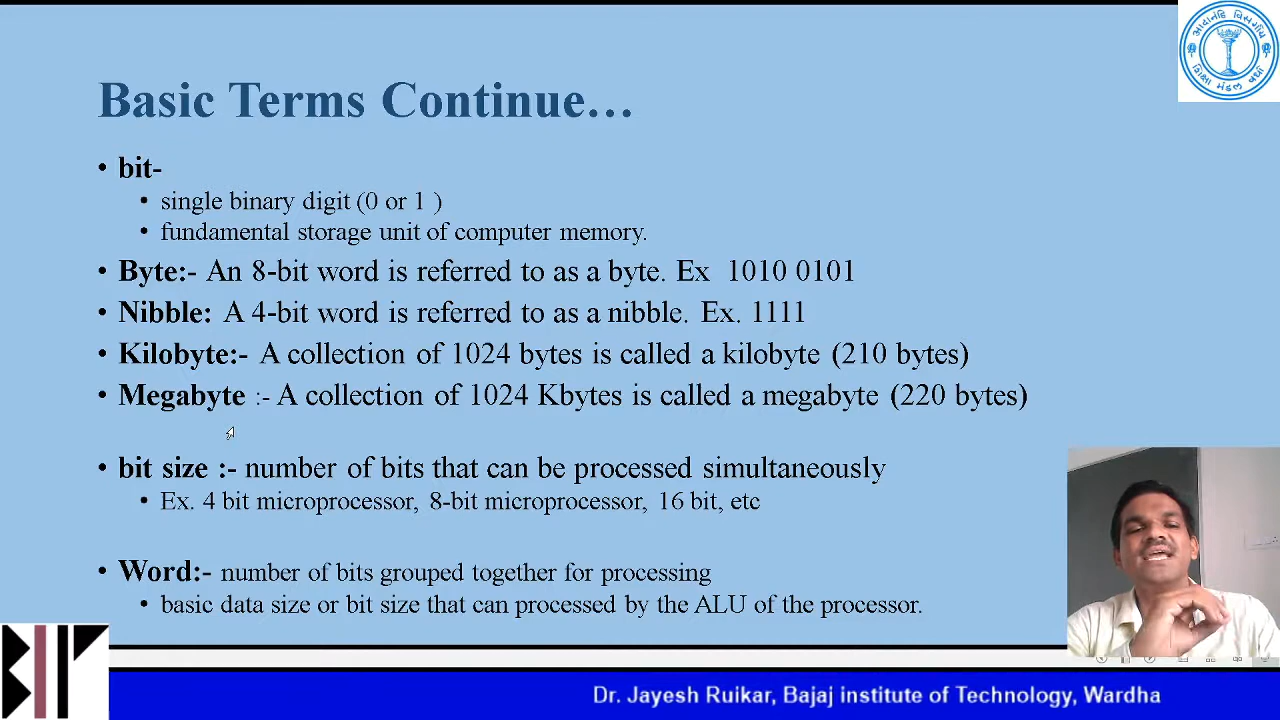 Basic Terms Continue…
• bit-
• single binary digit (0 or 1 )
• fundamental storage unit of computer memory.
• Byte:- An 8-bit word is referred to as a byte. Ex 1010 0101
• Nibble: A 4-bit word is referred to as a nibble. Ex. 1111
• Kilobyte:- A collection of 1024 bytes is called a kilobyte (210 bytes)
• Megabyte :- A collection of 1024 Kbytes is called a megabyte (220 bytes)
• bit size :- number of bits that can be processed simultaneously
• Ex. 4 bit microprocessor, 8-bit microprocessor, 16 bit, etc
• Word:- number of bits grouped together for processing
• basic data size or bit size that can processed by the ALU of the processor.
BIT
Dr. Jayesh Ruikar, Bajaj institute of Technology, Wardha